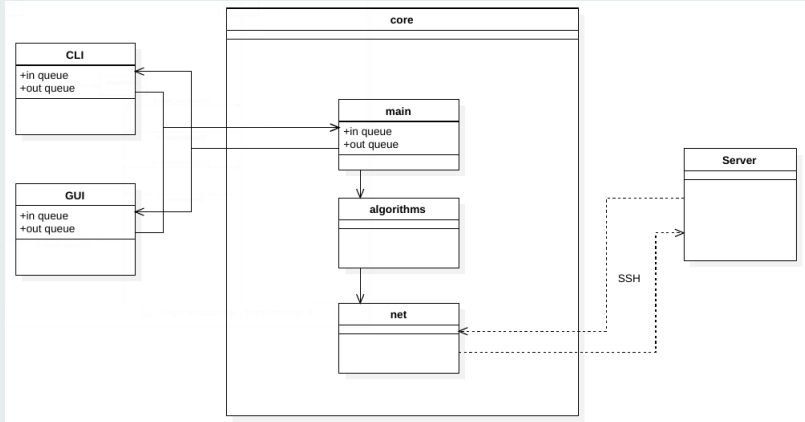 core
CLI
+in queue
+out queue
main
+in queue
+out queue
Server
GUI
+in queue
+out queue
algorithms
SSH
net